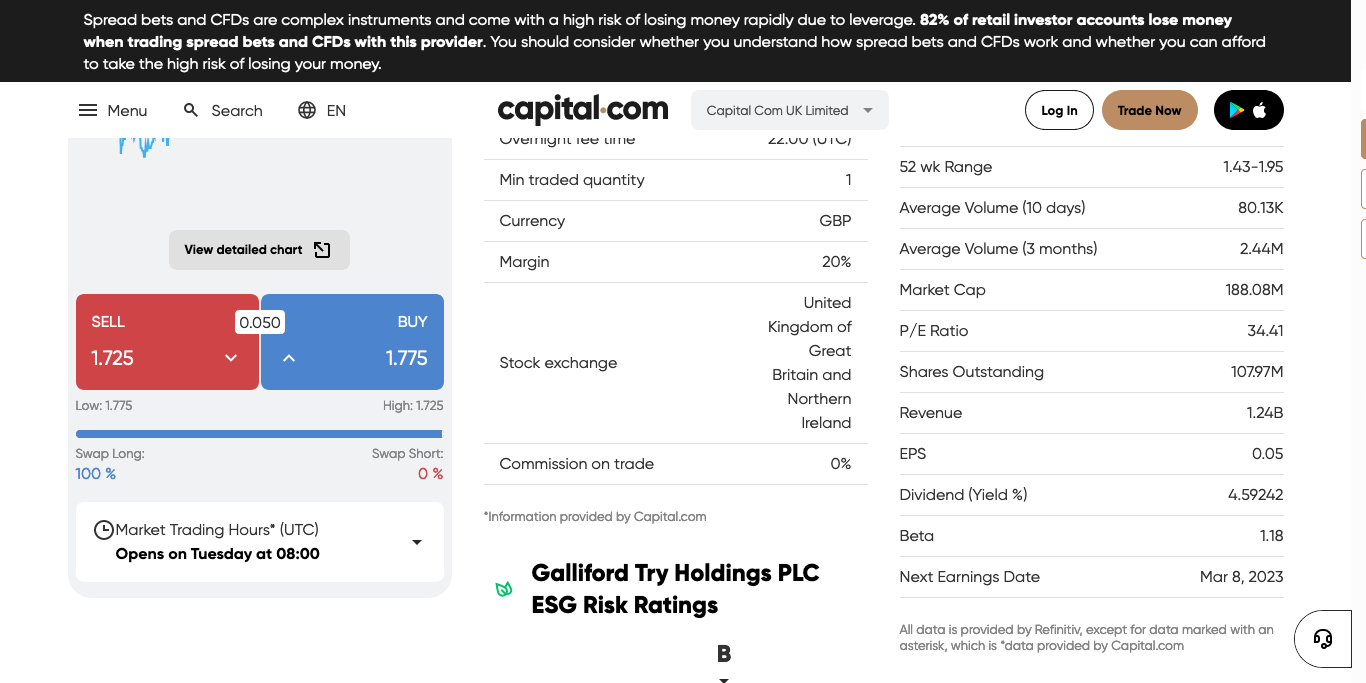 Spread bets and CFDs are complex instruments and come with a high risk of losing money rapidly due to leverage. 82% of retail investor accounts lose money
when trading spread bets and CFDs with this provider. You should consider whether you understand how spread bets and CFDs work and whether you can afford
to take the high risk of losing your money.
Menu
Search
EN
capital.com
Capital Com UK Limited
Log In
Trade Now
View detailed chart
SELL
0.050
BUY
1.725
1.775
Low: 1.775
High: 1.725
Swap Long:
Swap Short:
100 %
0 %
Market Trading Hours* (UTC)
Opens on Tuesday at 08:00
Overnight fee time 22:00 (UTC)
Min traded quantity 1
Currency GBP
Margin 20%
Stock exchange
United
Kingdom of
Great
Britain and
Northern
Ireland
Commission on trade 0%
*Information provided by Capital.com
Galliford Try Holdings PLC
ESG Risk Ratings
B
52 wk Range 1.43-1.95
Average Volume (10 days) 80.13K
Average Volume (3 months) 2.44M
Market Cap 188.08M
P/E Ratio 34.41
Shares Outstanding 107.97M
Revenue 1.24B
EPS 0.05
Dividend (Yield %) 4.59242
Beta 1.18
Next Earnings Date Mar 8, 2023
All data is provided by Refinitiv, except for data marked with an
asterisk, which is *data provided by Capital.com